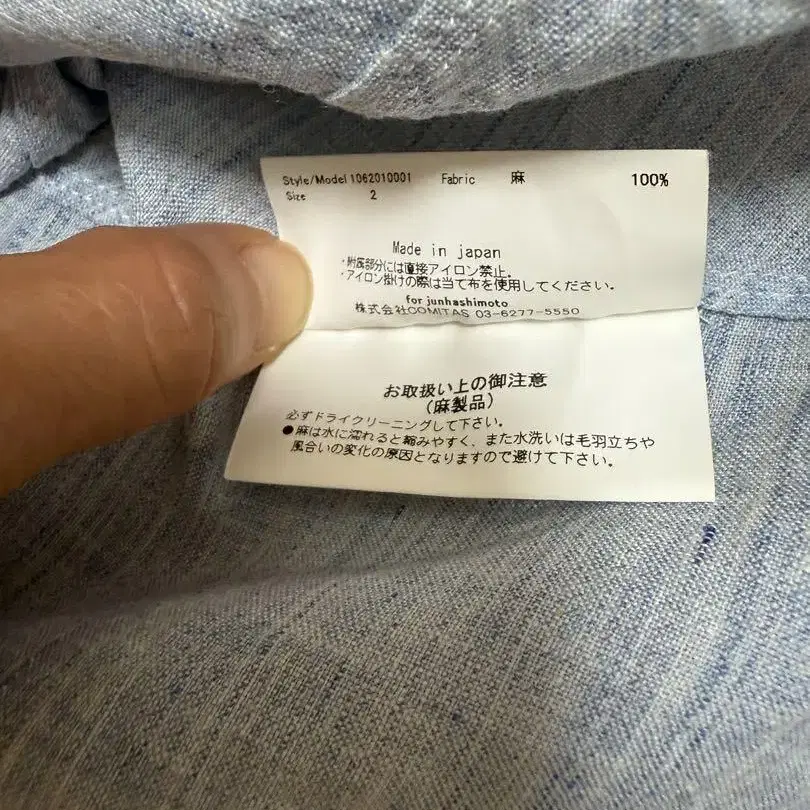 Style/Model 1062010001 Fabric 麻 100%
Size 2
Made in japan
・附属部分には直接アイロン禁止.
・アイロン掛けの際は当て布を使用してください.
for junhashimoto
株式会社COMITAS 03-6277-5550
お取扱い上の御注意
(麻製品)
必ずドライクリーニングして下さい。
●麻は水に濡れると縮みやすく、また水洗いは毛羽立ちや
風合いの変化の原因となりますので避けて下さい。